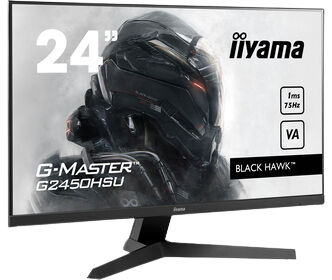 24"
iiyama
1ms
75Hz
VA
G-MASTER™
G2450HSU
BLACK HAWK™
iiyama